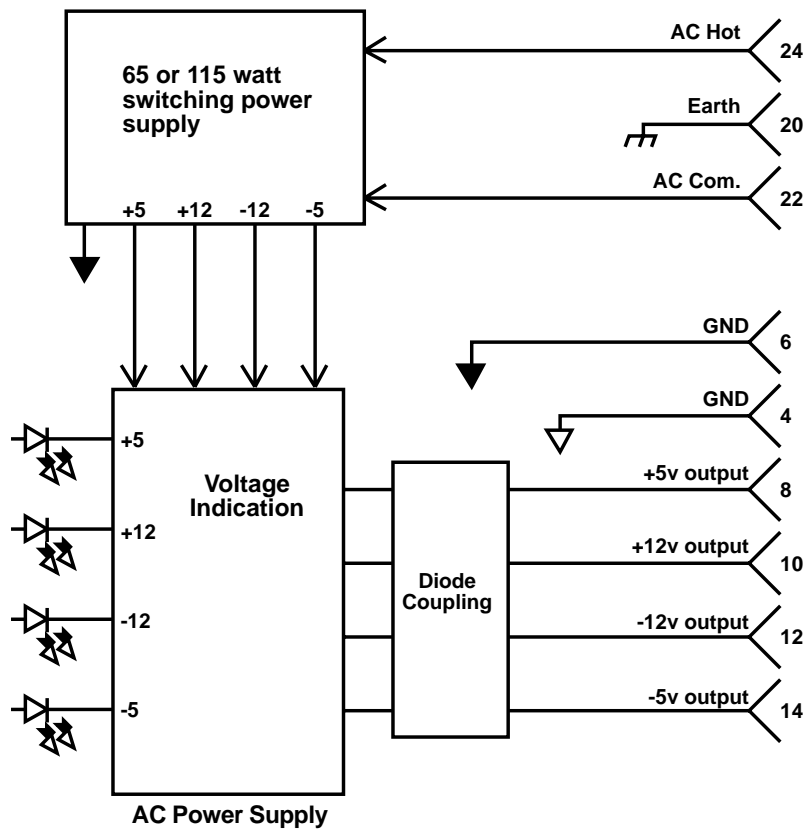 65 or 115 watt
switching power
supply
+5 +12 -12 -5
AC Hot
24
Earth
20
AC Com.
22
GND
6
GND
4
+5v output
8
+12v output
10
-12v output
12
-5v output
14
Voltage
Indication
+5
+12
-12
-5
Diode
Coupling
AC Power Supply